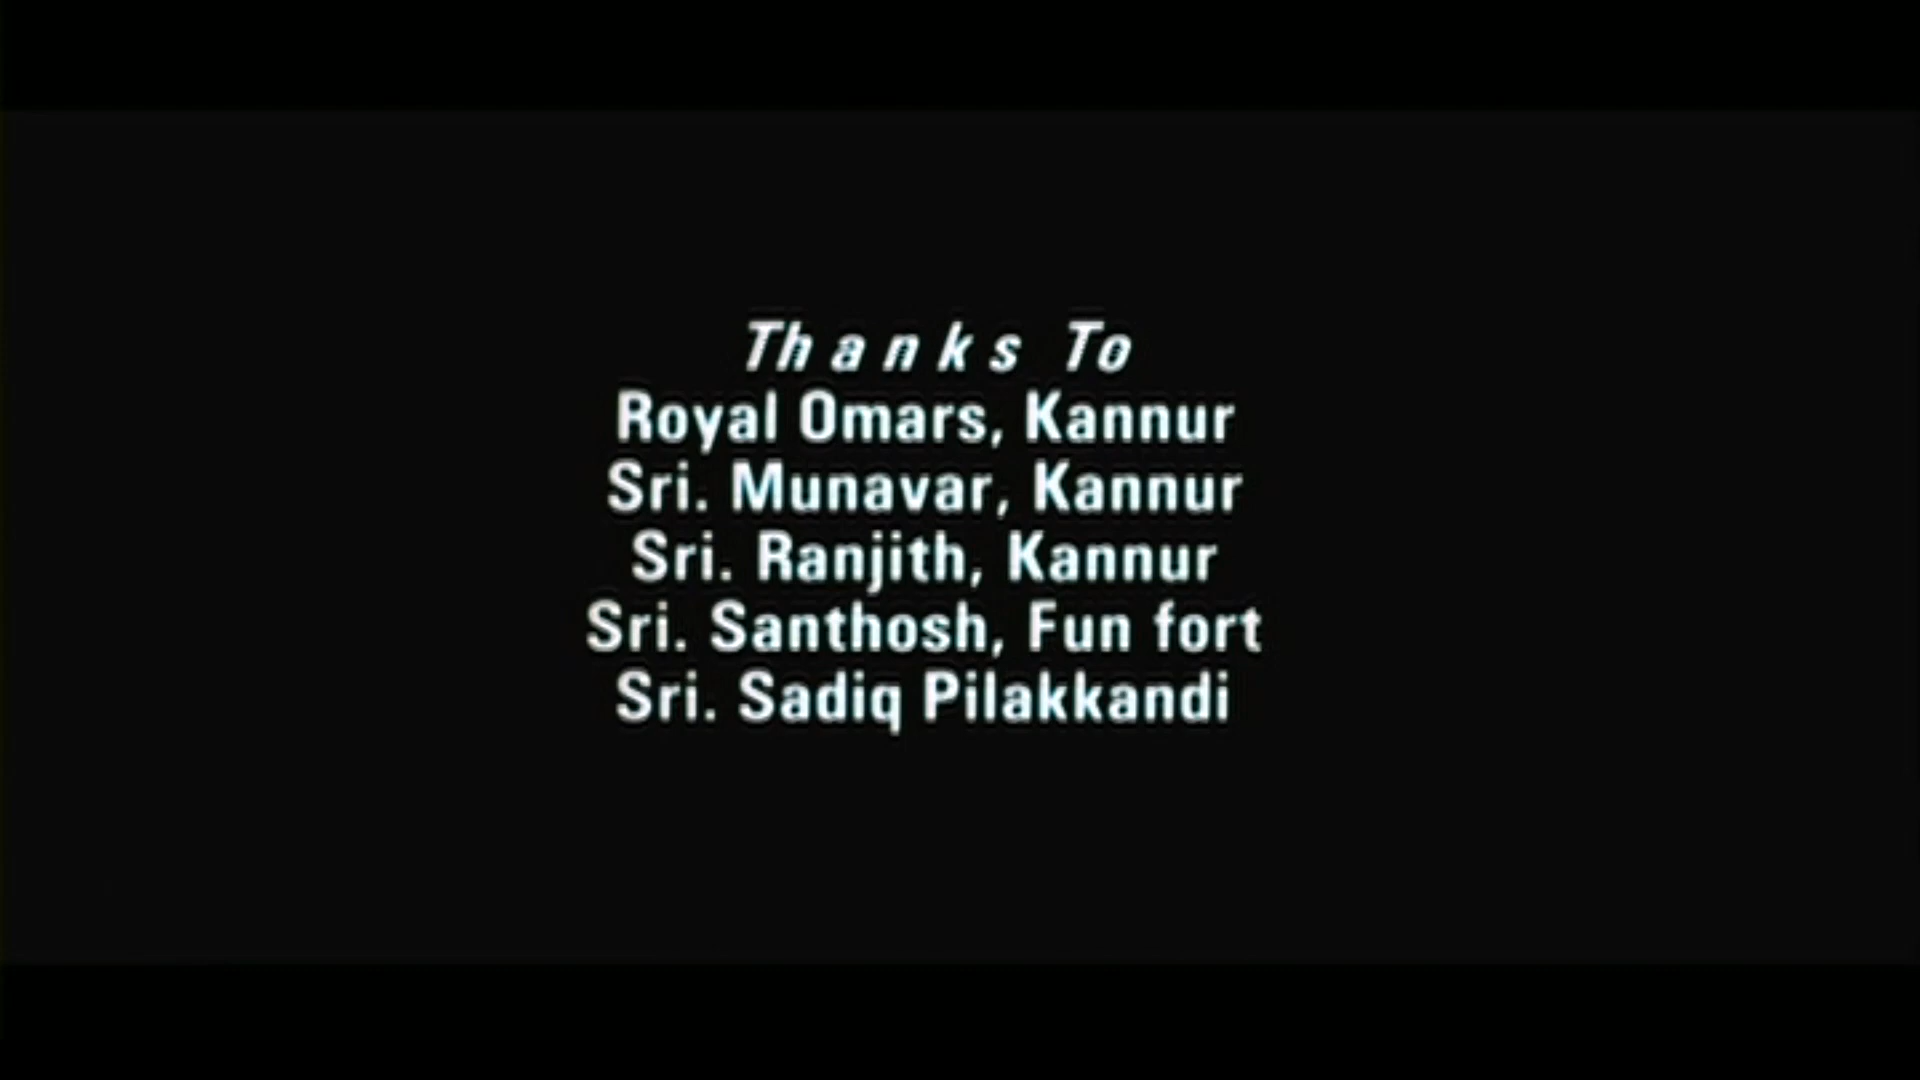 Thanks To
Royal Omars, Kannur
Sri. Munavar, Kannur
Sri. Ranjith, Kannur
Sri. Santhosh, Fun fort
Sri. Sadiq Pilakkandi